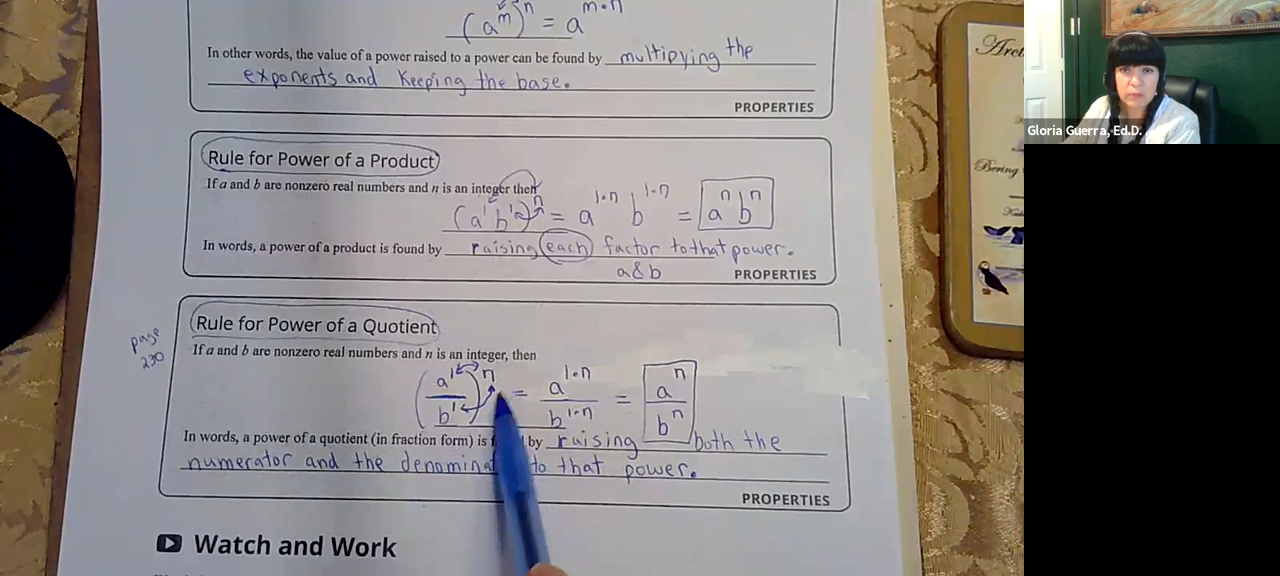 (a^m)^n = a^{m·n}
In other words, the value of a power raised to a power can be found by multiplying the
exponents and keeping the base.
PROPERTIES
Rule for Power of a Product
If a and b are nonzero real numbers and n is an integer then
(a^1 b^1)^n = a^{1·n} b^{1·n} = a^n b^n
In words, a power of a product is found by raising each factor to that power.
a & b
PROPERTIES
Rule for Power of a Quotient
page
230
If a and b are nonzero real numbers and n is an integer, then
(a^1/b^1)^n = a^{1·n}/b^{1·n} = a^n/b^n
In words, a power of a quotient (in fraction form) is by raising both the
numerator and the denominat to that power.
PROPERTIES
Watch and Work
Gloria Guerra, Ed.D.
Bering